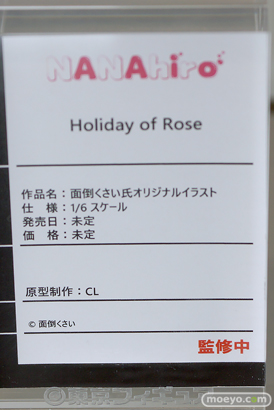 NANAhiro
Holiday of Rose
作品名：面倒くさい氏オリジナルイラスト
仕　様：1/6 スケール
発売日：未定
価　格：未定
原型制作：CL
© 面倒くさい
監修中
moeyo.com